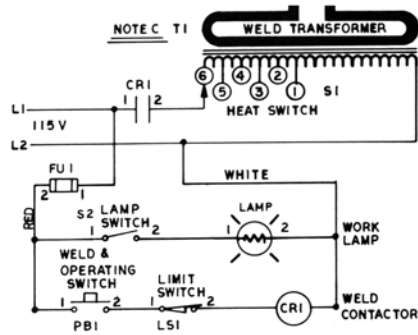 NOTE C T1 WELD TRANSFORMER
6 5 4 3 2 1 S1
HEAT SWITCH
CR1
1 2
L1
115V
L2
FU1
2 1
WHITE
RED
S2 LAMP SWITCH
1 2
LAMP
1 2
WORK LAMP
WELD & OPERATING SWITCH
1 2
PB1
LIMIT SWITCH
1 2
LS1
CR1
WELD CONTACTOR